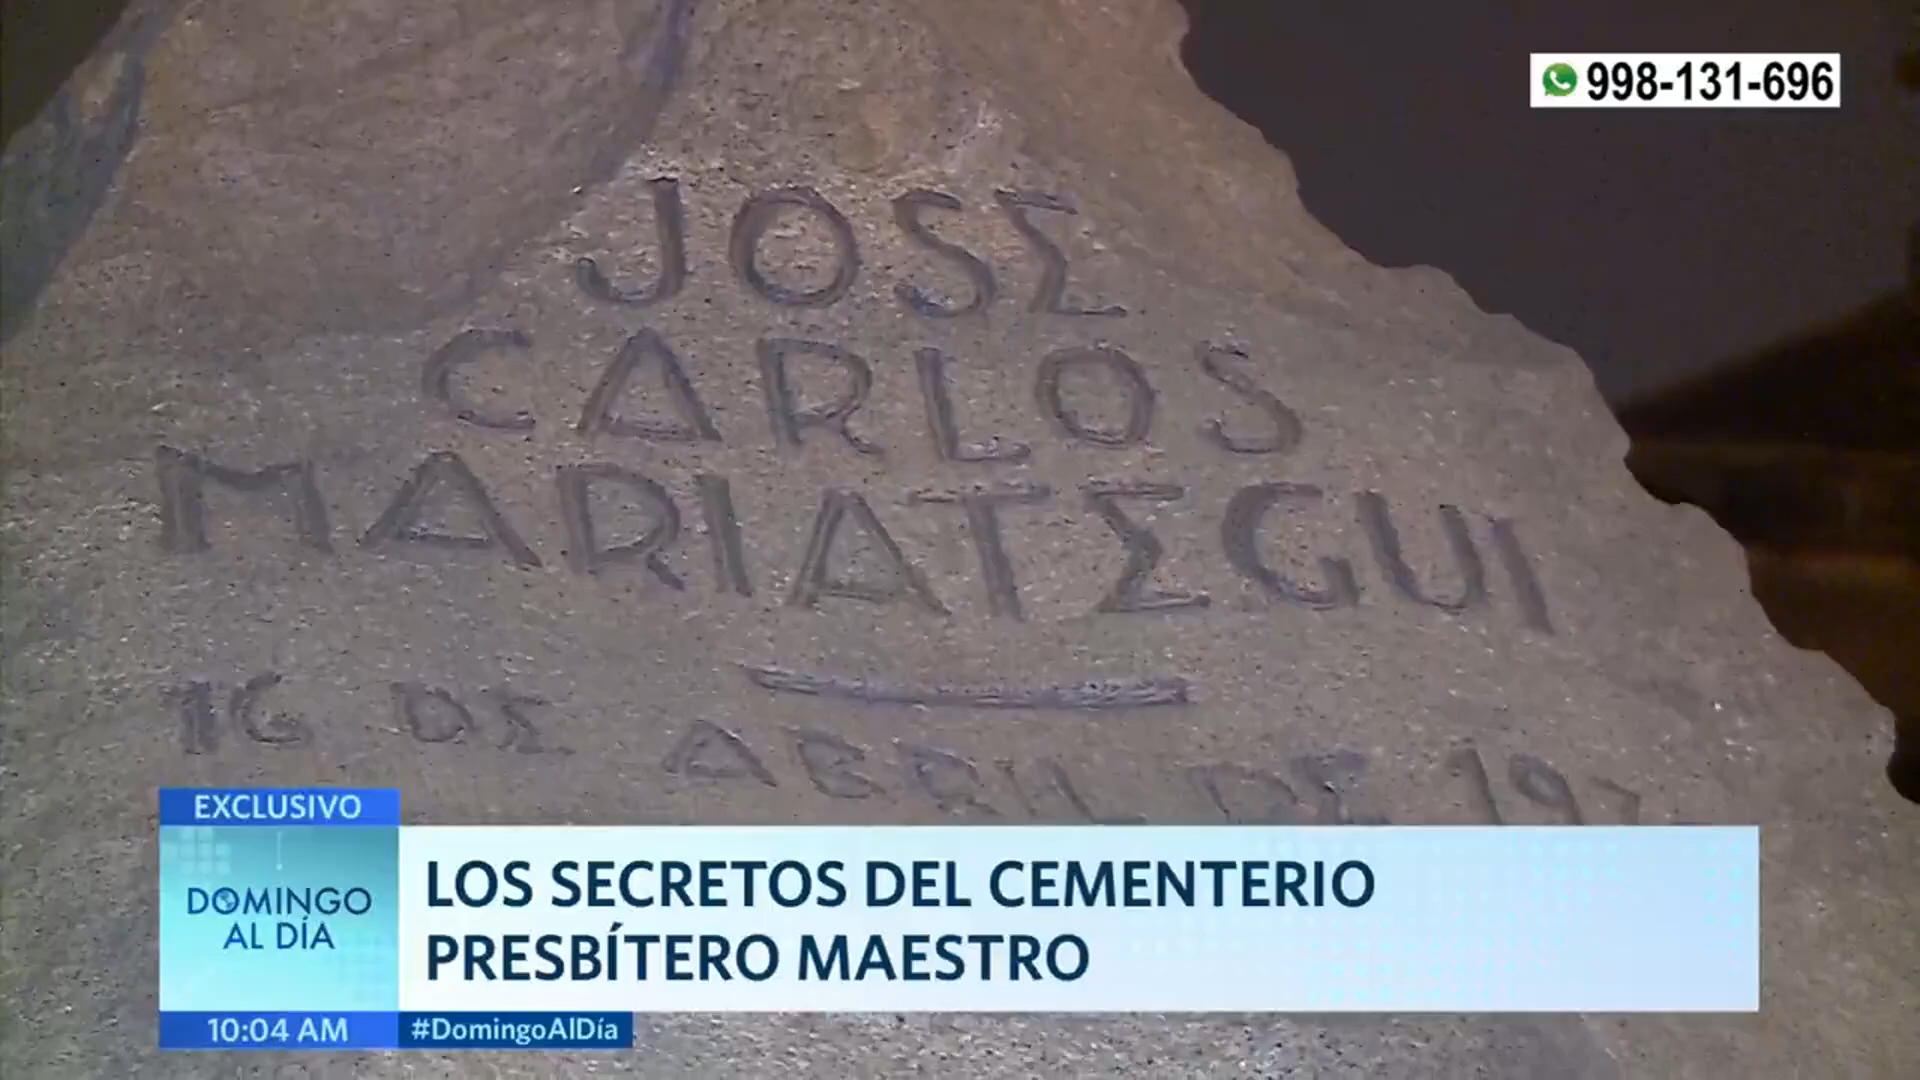 998-131-696
JOSE
CARLOS
MARIATEGUI
16 DE ABRIL DE
EXCLUSIVO
DOMINGO
AL DÍA
LOS SECRETOS DEL CEMENTERIO
PRESBÍTERO MAESTRO
10:04 AM
#DomingoAlDía